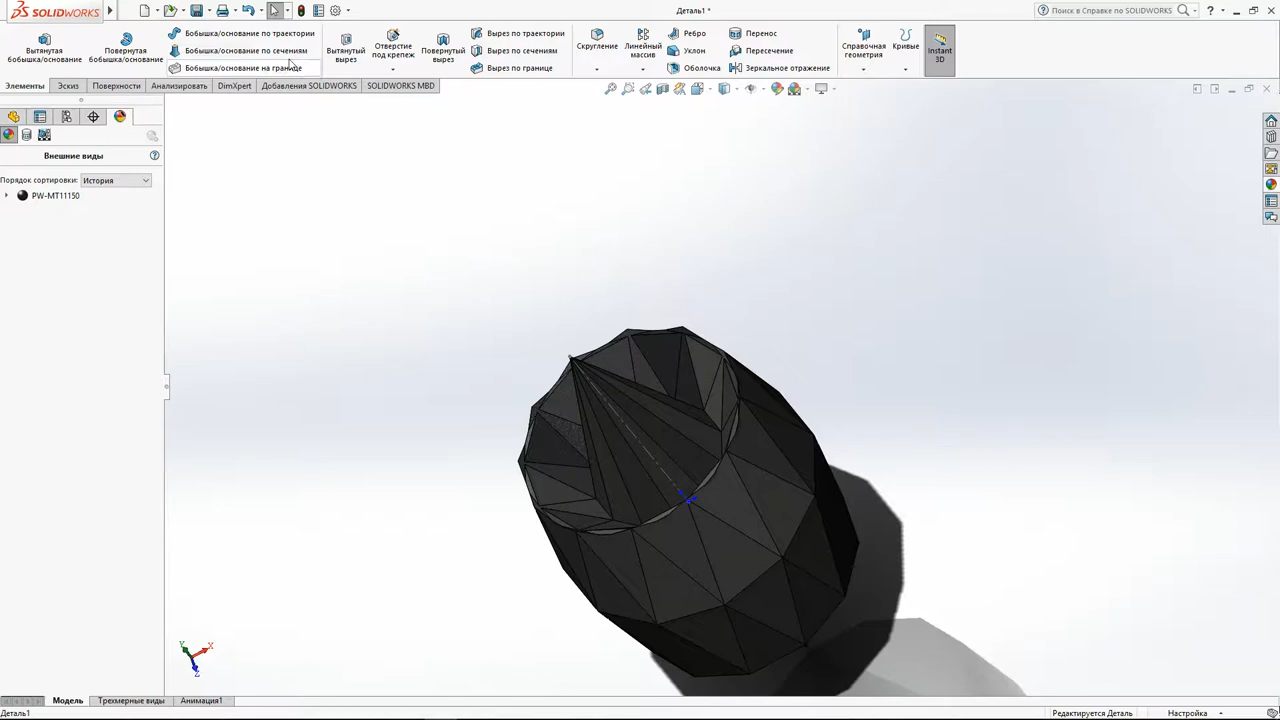 SOLIDWORKS
Деталь1 *
Поиск в Справке по SOLIDWORKS
Вытянутая бобышка/основание
Повернутая бобышка/основание
Бобышка/основание по траектории
Бобышка/основание по сечениям
Бобышка/основание на границе
Вытянутый вырез
Отверстие под крепеж
Повернутый вырез
Вырез по траектории
Вырез по сечениям
Вырез по границе
Скругление
Линейный массив
Ребро
Уклон
Оболочка
Перенос
Пересечение
Зеркальное отражение
Справочная геометрия
Кривые
Instant 3D
Элементы
Эскиз
Поверхности
Анализировать
DimXpert
Добавления SOLIDWORKS
SOLIDWORKS MBD
Внешние виды
Порядок сортировки: История
PW-MT11150
Y
X
Z
Модель
Трехмерные виды
Анимация1
Деталь1
Редактируется Деталь
Настройка